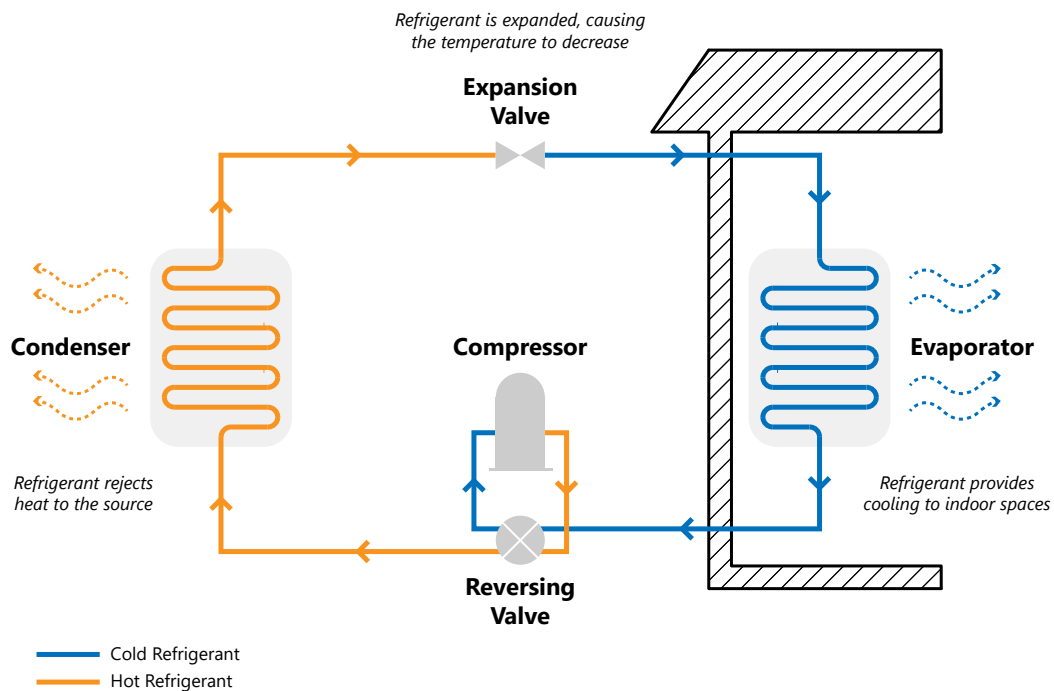 Refrigerant is expanded, causing
the temperature to decrease
Expansion
Valve
Condenser
Compressor
Evaporator
Refrigerant rejects
heat to the source
Refrigerant provides
cooling to indoor spaces
Reversing
Valve
Cold Refrigerant
Hot Refrigerant